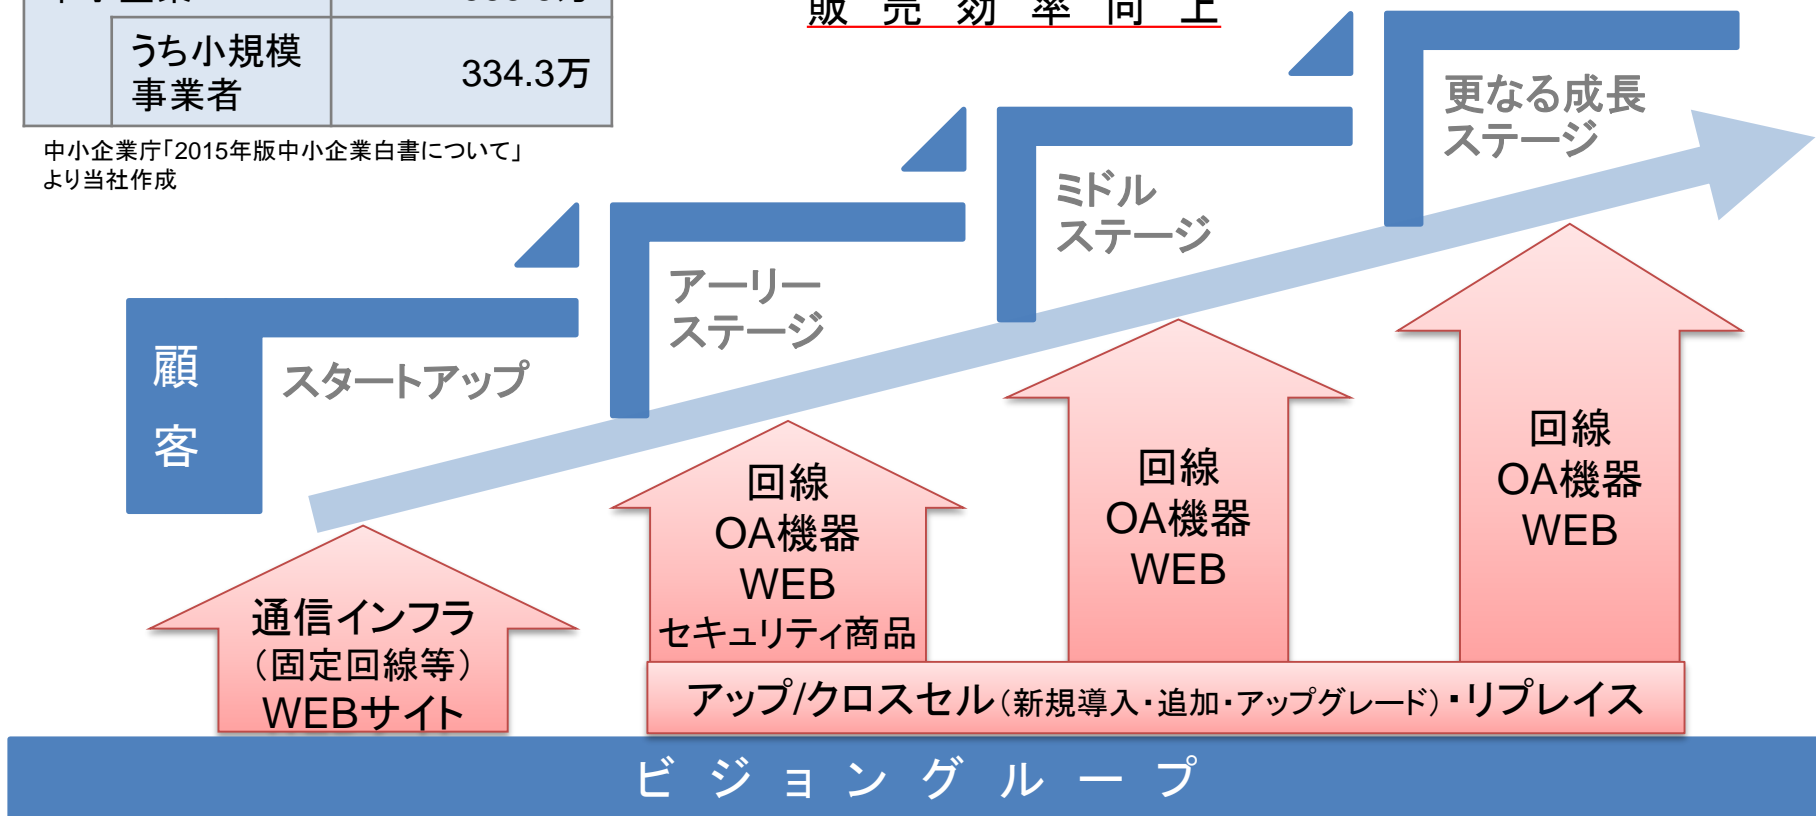 中小企業
販売効率向上
うち小規模
事業者
334.3万
中小企業庁「2015年版中小企業白書について」
より当社作成
更なる成長
ステージ
ミドル
ステージ
アーリー
ステージ
顧客
スタートアップ
回線
OA機器
WEB
回線
OA機器
WEB
回線
OA機器
WEB
セキュリティ商品
通信インフラ
（固定回線等）
WEBサイト
アップ/クロスセル（新規導入・追加・アップグレード）・リプレイス
ビジョングループ